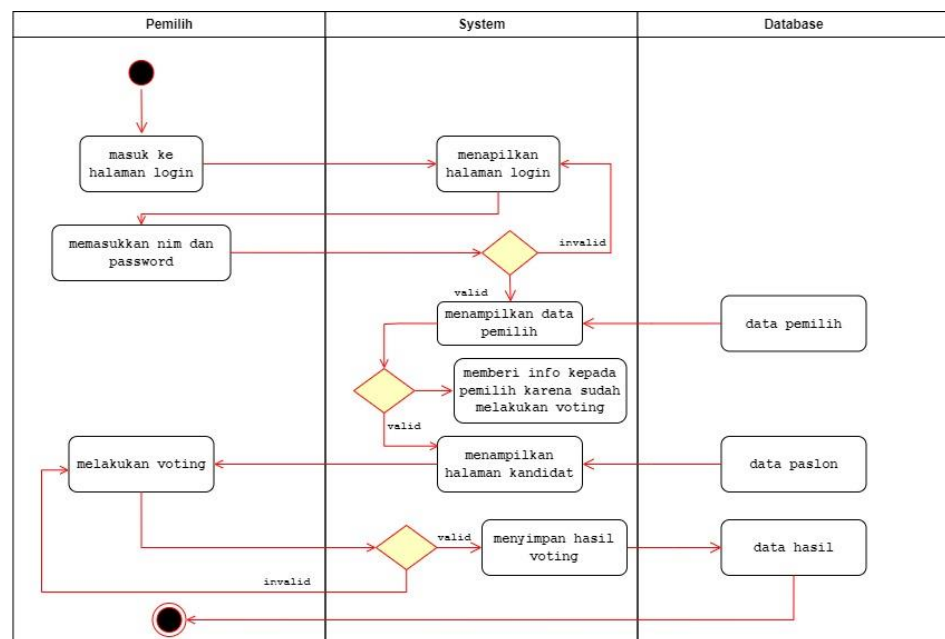 Pemilih
System
Database
masuk ke
halaman login
menapilkan
halaman login
memasukkan nim dan
password
invalid
valid
menampilkan data
pemilih
data pemilih
memberi info kepada
pemilih karena sudah
melakukan voting
valid
melakukan voting
menampilkan
halaman kandidat
data paslon
valid
menyimpan hasil
voting
data hasil
invalid